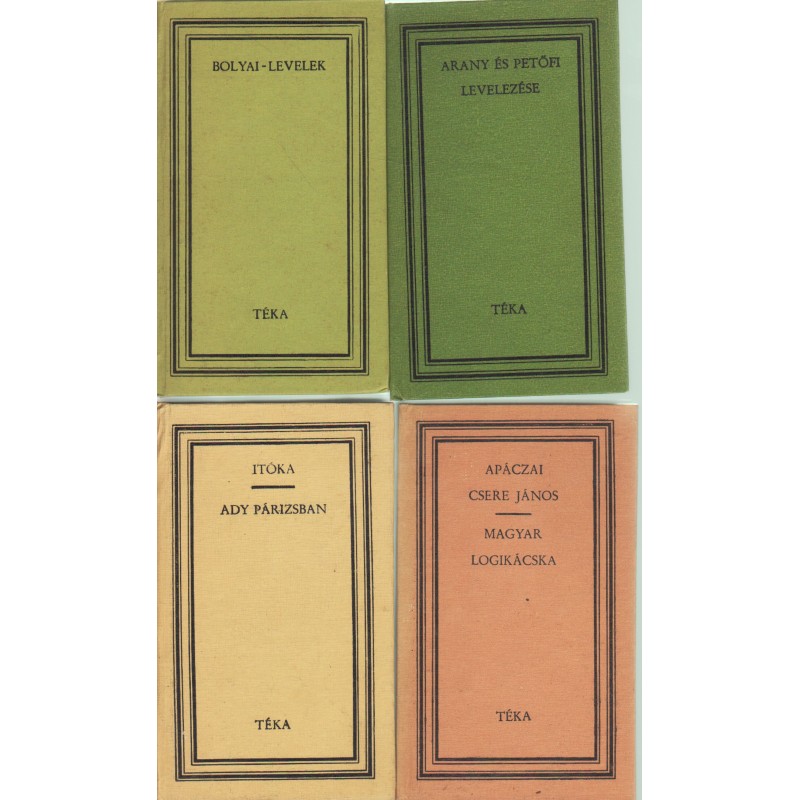 BOLYAI-LEVELEK
TÉKA
ARANY ÉS PETŐFI
LEVELEZÉSE
TÉKA
ITÓKA
ADY PÁRIZSBAN
TÉKA
APÁCZAI
CSERE JÁNOS
MAGYAR
LOGIKÁCSKA
TÉKA